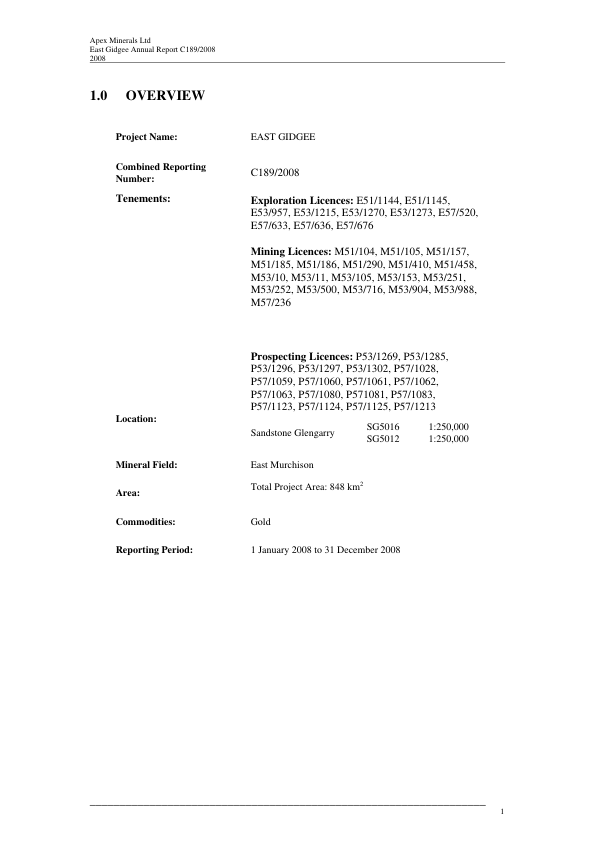 Apex Minerals Ltd
East Gidgee Annual Report C189/2008
2008
1.0 OVERVIEW
Project Name: EAST GIDGEE
Combined Reporting
Number:
C189/2008
Tenements:
Exploration Licences: E51/1144, E51/1145,
E53/957, E53/1215, E53/1270, E53/1273, E57/520,
E57/633, E57/636, E57/676
Mining Licences: M51/104, M51/105, M51/157,
M51/185, M51/186, M51/290, M51/410, M51/458,
M53/10, M53/11, M53/105, M53/153, M53/251,
M53/252, M53/500, M53/716, M53/904, M53/988,
M57/236
Prospecting Licences: P53/1269, P53/1285,
P53/1296, P53/1297, P53/1302, P57/1028,
P57/1059, P57/1060, P57/1061, P57/1062,
P57/1063, P57/1080, P571081, P57/1083,
P57/1123, P57/1124, P57/1125, P57/1213
Location:
Sandstone Glengarry
SG5016 1:250,000
SG5012 1:250,000
Mineral Field: East Murchison
Area: Total Project Area: 848 km²
Commodities: Gold
Reporting Period: 1 January 2008 to 31 December 2008
1